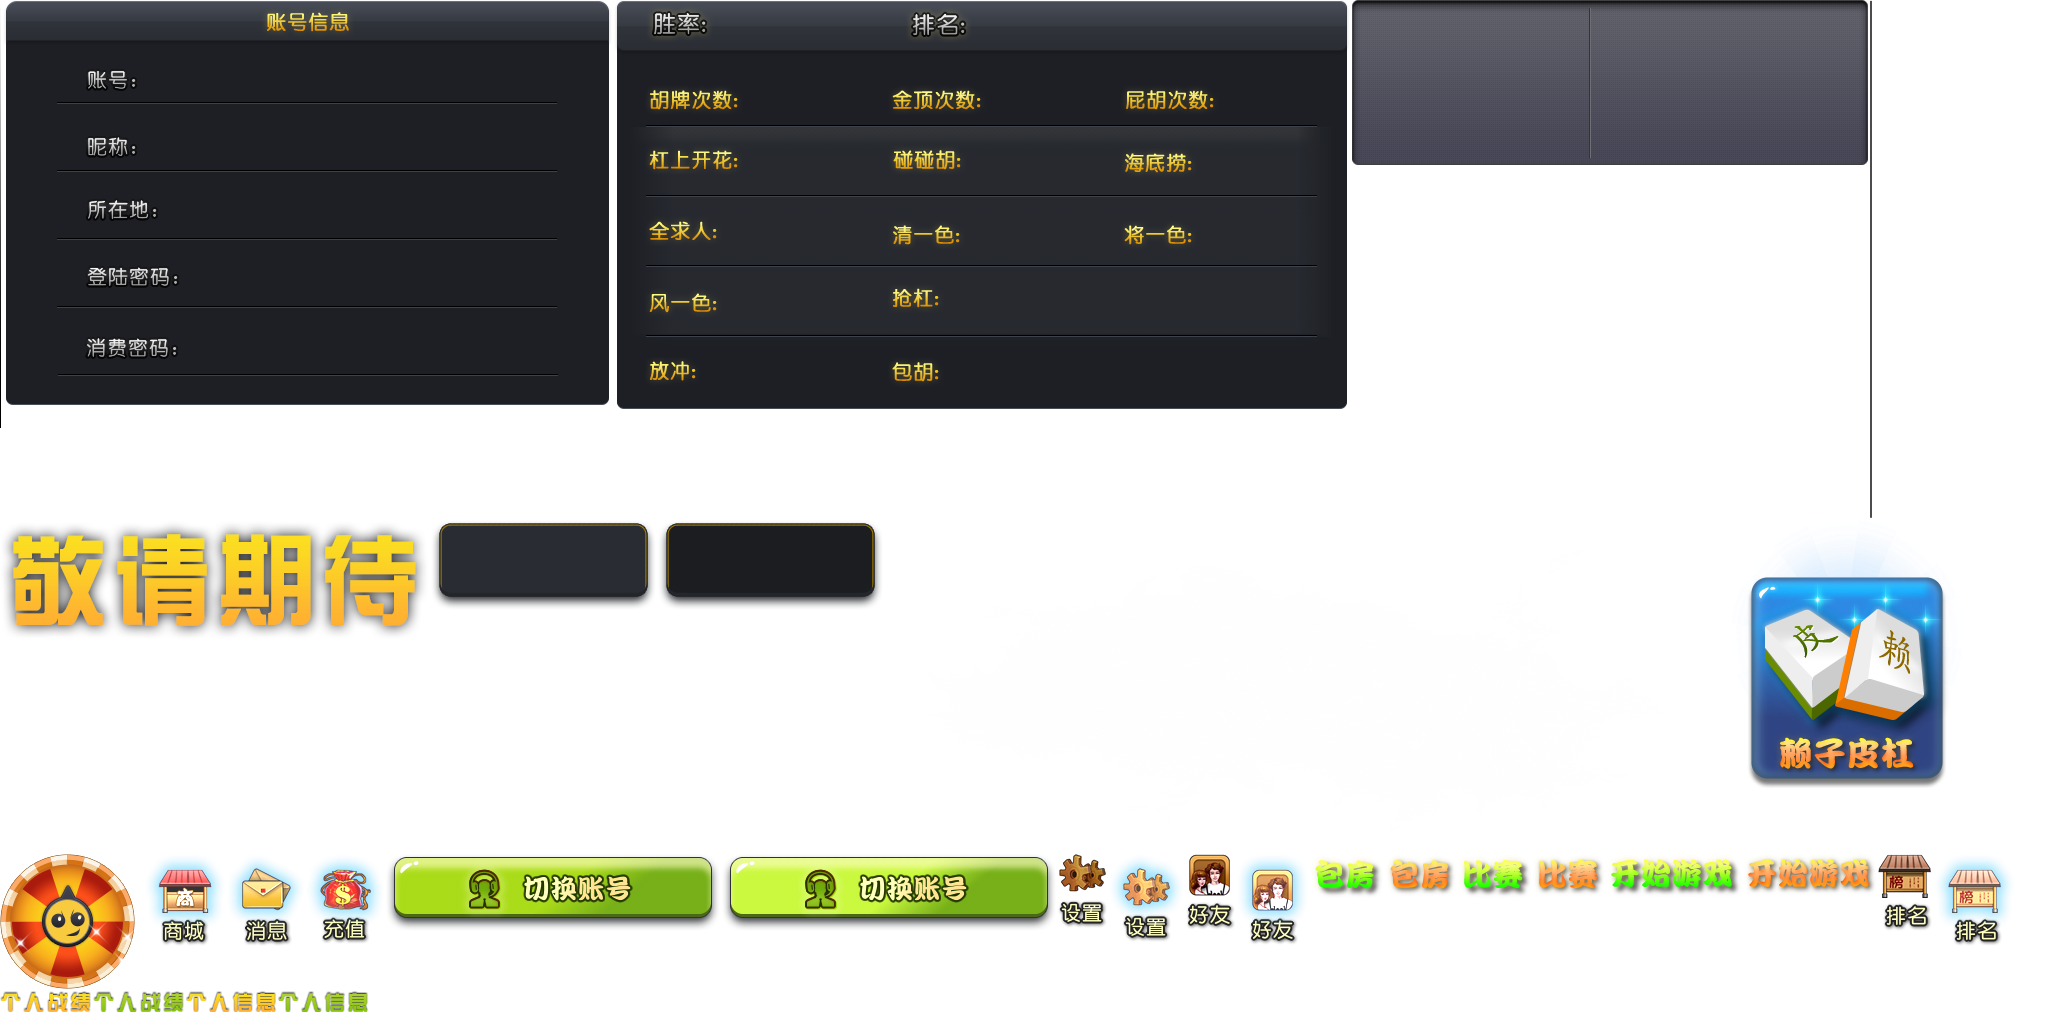 账号信息
账号：
昵称：
所在地：
登陆密码：
消费密码：
胜率: 排名:
胡牌次数: 金顶次数: 屁胡次数:
杠上开花: 碰碰胡: 海底捞:
全求人: 清一色: 将一色:
风一色: 抢杠:
放冲: 包胡:
敬请期待
皮 赖
赖子皮杠
商 商城 消息 充值
切换账号 切换账号
设置 设置 好友 好友
包房 包房 比赛 比赛 开始游戏 开始游戏
榜 排名 榜 排名
个人战绩 个人战绩 个人信息 个人信息